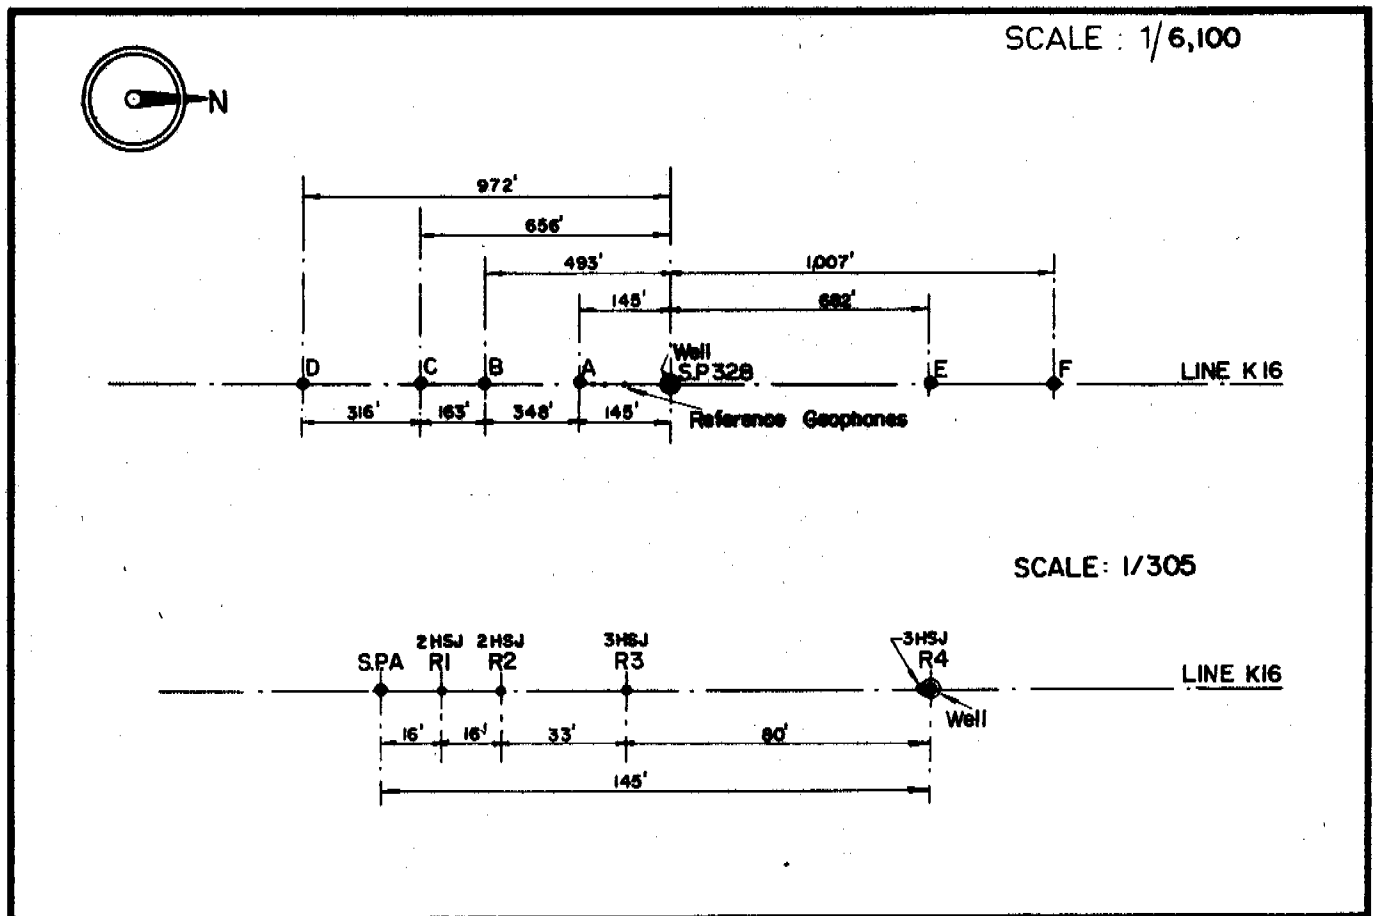 SCALE : 1/6,100
N
972'
656'
493' 1,007'
145' 682'
Well
D C B A S.P 328 E F LINE K16
316' 163' 348' 145' Reference Geophones
SCALE: 1/305
2HSJ 2HSJ 3HSJ 3HSJ
S.P.A R1 R2 R3 R4 LINE K16
Well
16' 16' 33' 80'
145'